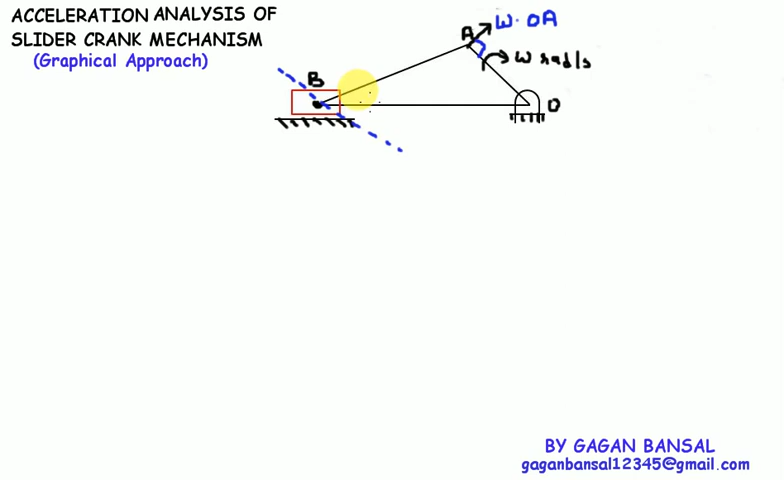 ACCELERATION ANALYSIS OF
SLIDER CRANK MECHANISM
(Graphical Approach)
A
W·OA
W rad/s
B
O
BY GAGAN BANSAL
gaganbansal12345@gmail.com